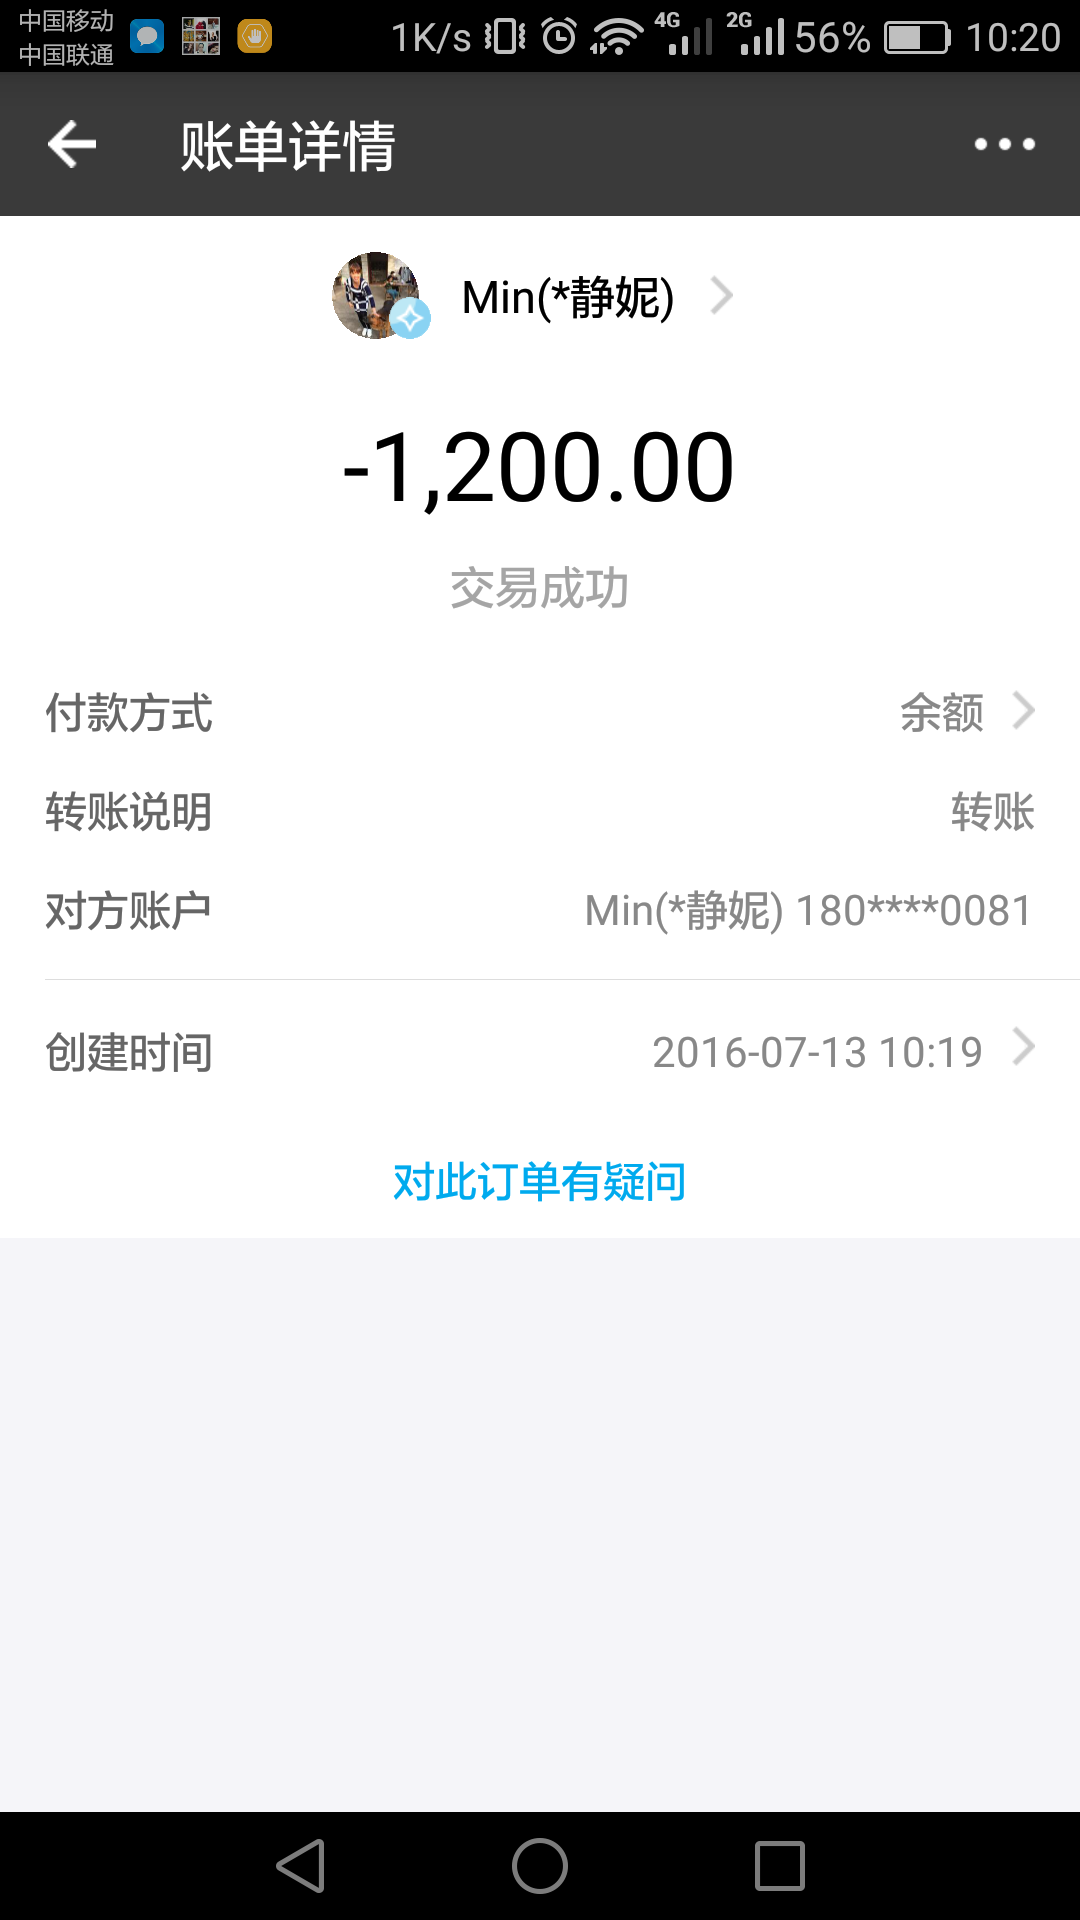 中国移动
中国联通
1K/s 4G 2G 56% 10:20
账单详情
Min(*静妮)
-1,200.00
交易成功
付款方式 余额
转账说明 转账
对方账户 Min(*静妮) 180****0081
创建时间 2016-07-13 10:19
对此订单有疑问